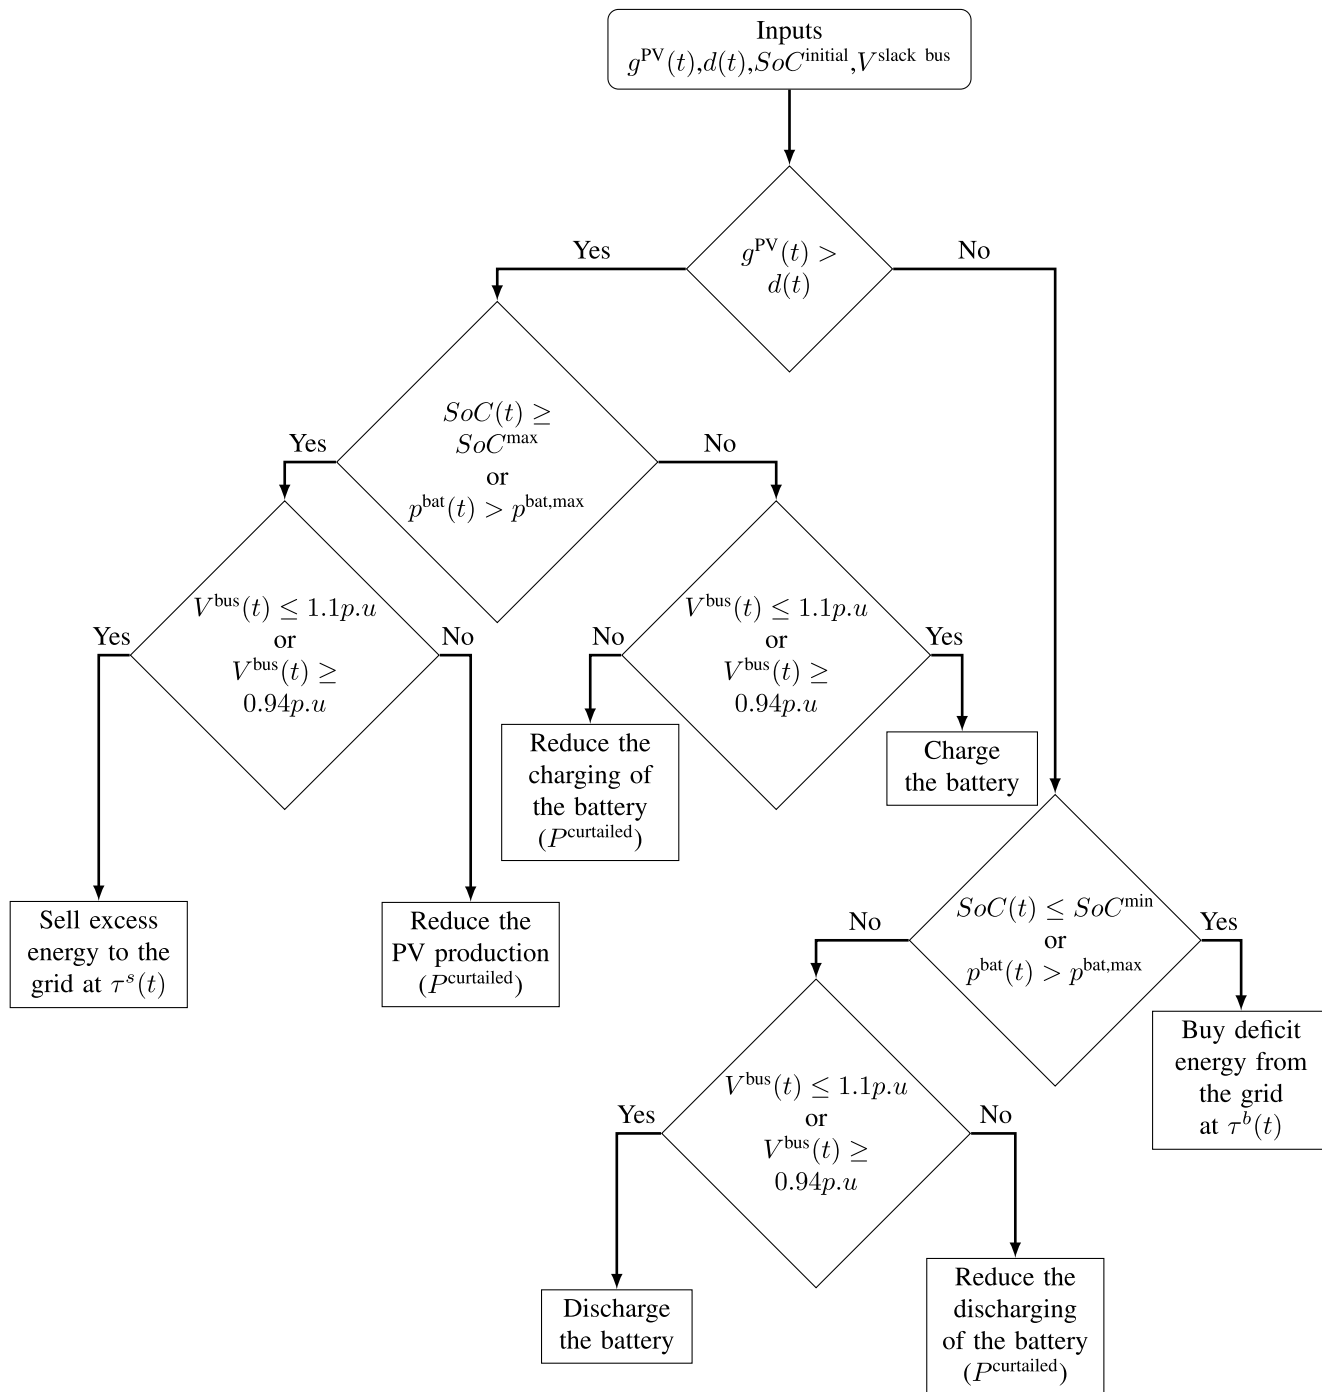 Inputs
g^PV(t),d(t),SoC^initial,V^slack bus
Yes
g^PV(t) >
d(t)
No
SoC(t) ≥
SoC^max
or
p^bat(t) > p^bat,max
Yes
No
V^bus(t) ≤ 1.1p.u
or
V^bus(t) ≥
0.94p.u
Yes
No
V^bus(t) ≤ 1.1p.u
or
V^bus(t) ≥
0.94p.u
No
Yes
Reduce the
charging of
the battery
(P^curtailed)
Charge
the battery
Sell excess
energy to the
grid at τ^s(t)
Reduce the
PV production
(P^curtailed)
SoC(t) ≤ SoC^min
or
p^bat(t) > p^bat,max
No
Yes
Buy deficit
energy from
the grid
at τ^b(t)
V^bus(t) ≤ 1.1p.u
or
V^bus(t) ≥
0.94p.u
Yes
No
Discharge
the battery
Reduce the
discharging
of the battery
(P^curtailed)